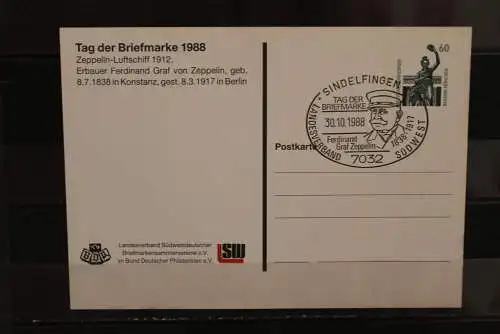 Tag der Briefmarke 1988
Zeppelin-Luftschiff 1912.
Erbauer Ferdinand Graf von Zeppelin, geb.
8.7.1838 in Konstanz, gest. 8.3.1917 in Berlin
60
SINDELFINGEN
TAG DER
BRIEFMARKE
30.10.1988
Ferdinand
Graf Zeppelin
1838-1917
LANDESVERBAND SÜDWEST
7032
Postkarte
Landesverband Südwestdeutscher
Briefmarkensammlervereine e.V.
im Bund Deutscher Philatelisten e.V.
BDPh
LSW